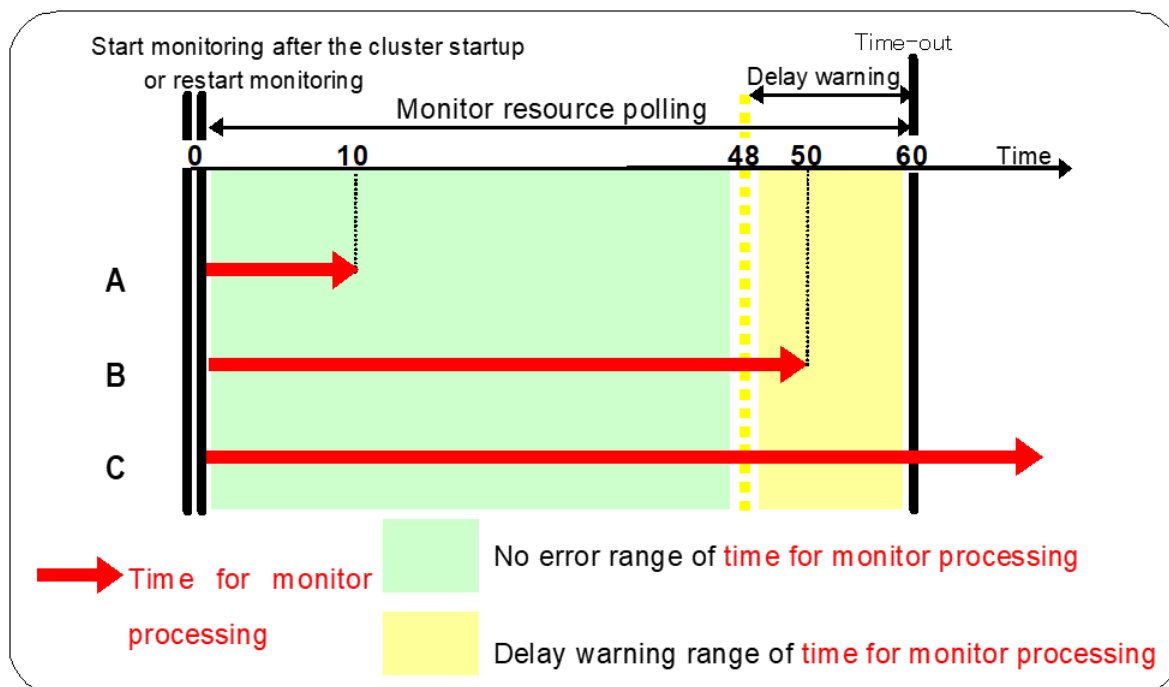 Start monitoring after the cluster startup
or restart monitoring
Time-out
Delay warning
Monitor resource polling
0 10 48 50 60 Time
A
B
C
Time for monitor
processing
No error range of time for monitor processing
Delay warning range of time for monitor processing